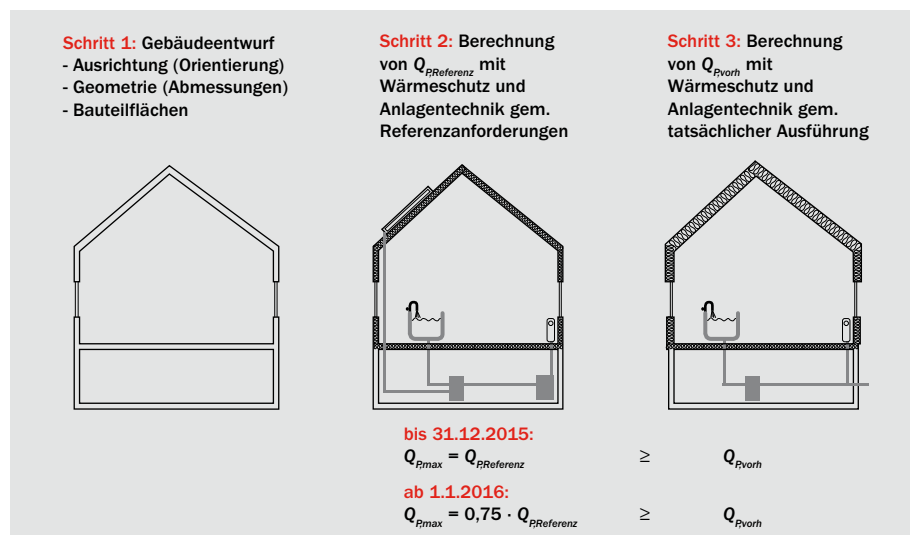 Schritt 1: Gebäudeentwurf
- Ausrichtung (Orientierung)
- Geometrie (Abmessungen)
- Bauteilflächen
Schritt 2: Berechnung
von Q_P,Referenz mit
Wärmeschutz und
Anlagentechnik gem.
Referenzanforderungen
Schritt 3: Berechnung
von Q_P,vorh mit
Wärmeschutz und
Anlagentechnik gem.
tatsächlicher Ausführung
bis 31.12.2015:
Q_P,max = Q_P,Referenz ≥ Q_P,vorh
ab 1.1.2016:
Q_P,max = 0,75 · Q_P,Referenz ≥ Q_P,vorh